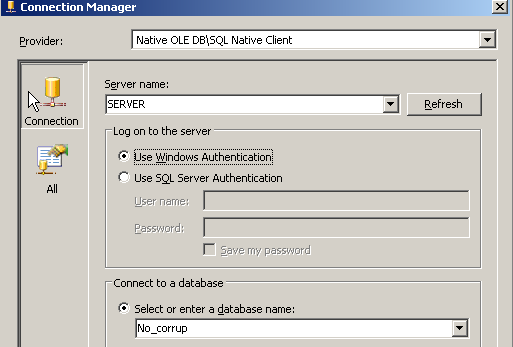 Connection Manager
Provider:
Native OLE DB\SQL Native Client
Connection
All
Server name:
SERVER
Refresh
Log on to the server
Use Windows Authentication
Use SQL Server Authentication
User name:
Password:
Save my password
Connect to a database
Select or enter a database name:
No_corrup